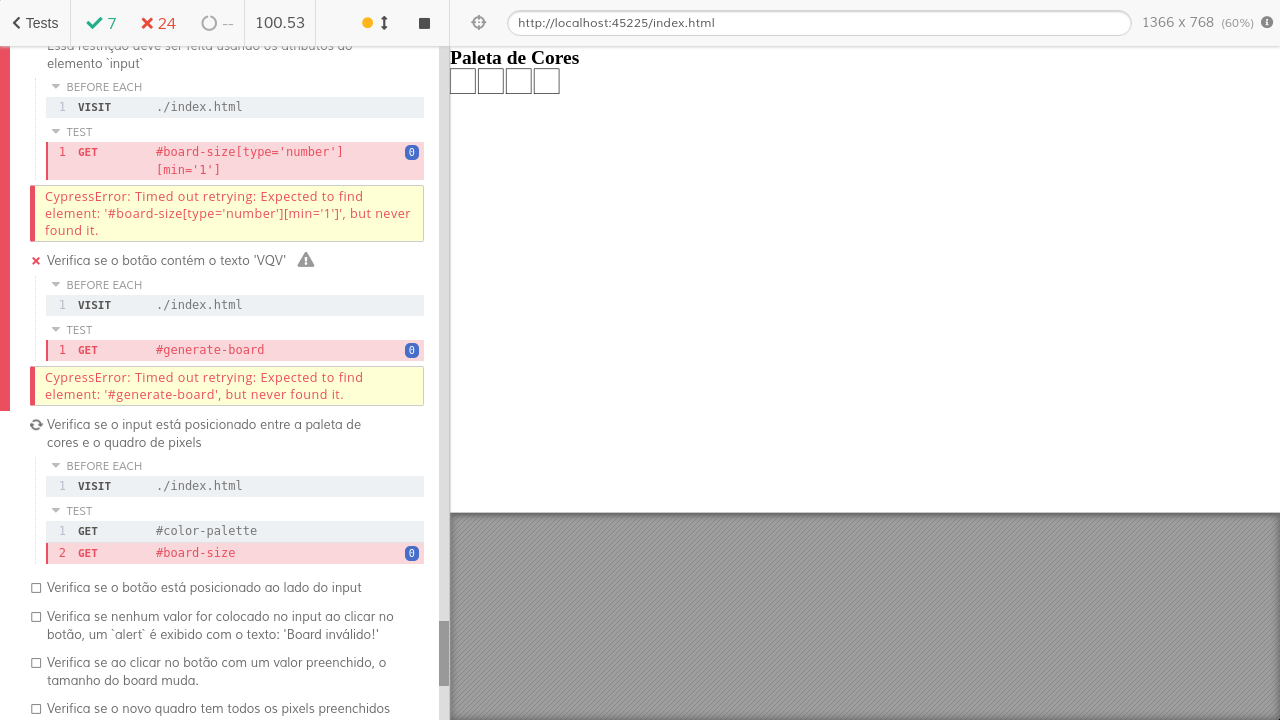 Tests 7 24 -- 100.53 http://localhost:45225/index.html 1366 x 768 (60%)
Essa restrição deve ser feita usando os atributos do
elemento `input`
BEFORE EACH
1 VISIT ./index.html
TEST
1 GET #board-size[type='number']
[min='1'] 0
CypressError: Timed out retrying: Expected to find
element: '#board-size[type='number'][min='1']', but never
found it.
Verifica se o botão contém o texto 'VQV'
BEFORE EACH
1 VISIT ./index.html
TEST
1 GET #generate-board 0
CypressError: Timed out retrying: Expected to find
element: '#generate-board', but never found it.
Verifica se o input está posicionado entre a paleta de
cores e o quadro de pixels
BEFORE EACH
1 VISIT ./index.html
TEST
1 GET #color-palette
2 GET #board-size 0
Verifica se o botão está posicionado ao lado do input
Verifica se nenhum valor for colocado no input ao clicar no
botão, um `alert` é exibido com o texto: 'Board inválido!'
Verifica se ao clicar no botão com um valor preenchido, o
tamanho do board muda.
Verifica se o novo quadro tem todos os pixels preenchidos
Paleta de Cores